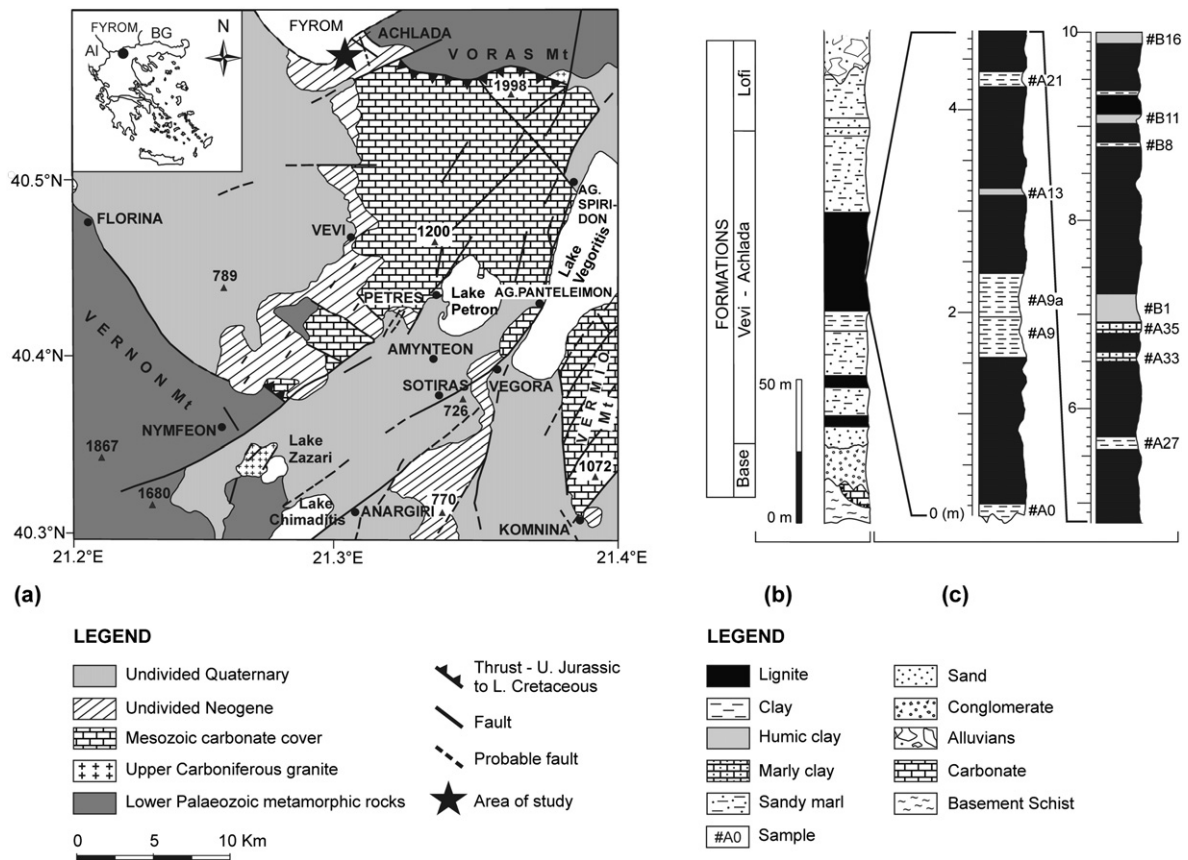 FYROM
BG
Al
N
FYROM
ACHLADA
VORAS Mt
1998
40.5°N
FLORINA
VEVI
AG.
SPIRI-
DON
1200
Lake
Vegoritis
789
PETRES
Lake
Petron
AG.PANTELEIMON
VERNON Mt
40.4°N
AMYNTEON
SOTIRAS
VEGORA
726
VERMIO Mt
NYMFEON
1867
Lake
Zazari
1072
1680
Lake
Chimaditis
ANARGIRI
770
KOMNINA
40.3°N
21.2°E
21.3°E
21.4°E
(a)
LEGEND
Undivided Quaternary
Undivided Neogene
Mesozoic carbonate cover
Upper Carboniferous granite
Lower Palaeozoic metamorphic rocks
0 5 10 Km
Thrust - U. Jurassic
to L. Cretaceous
Fault
Probable fault
Area of study
FORMATIONS
Lofi
Vevi - Achlada
Base
50 m
0 m
(b)
4
2
0 (m)
#A21
#A13
#A9a
#A9
#A0
(c)
10
8
6
#B16
#B11
#B8
#B1
#A35
#A33
#A27
LEGEND
Lignite
Clay
Humic clay
Marly clay
Sandy marl
#A0 Sample
Sand
Conglomerate
Alluvians
Carbonate
Basement Schist